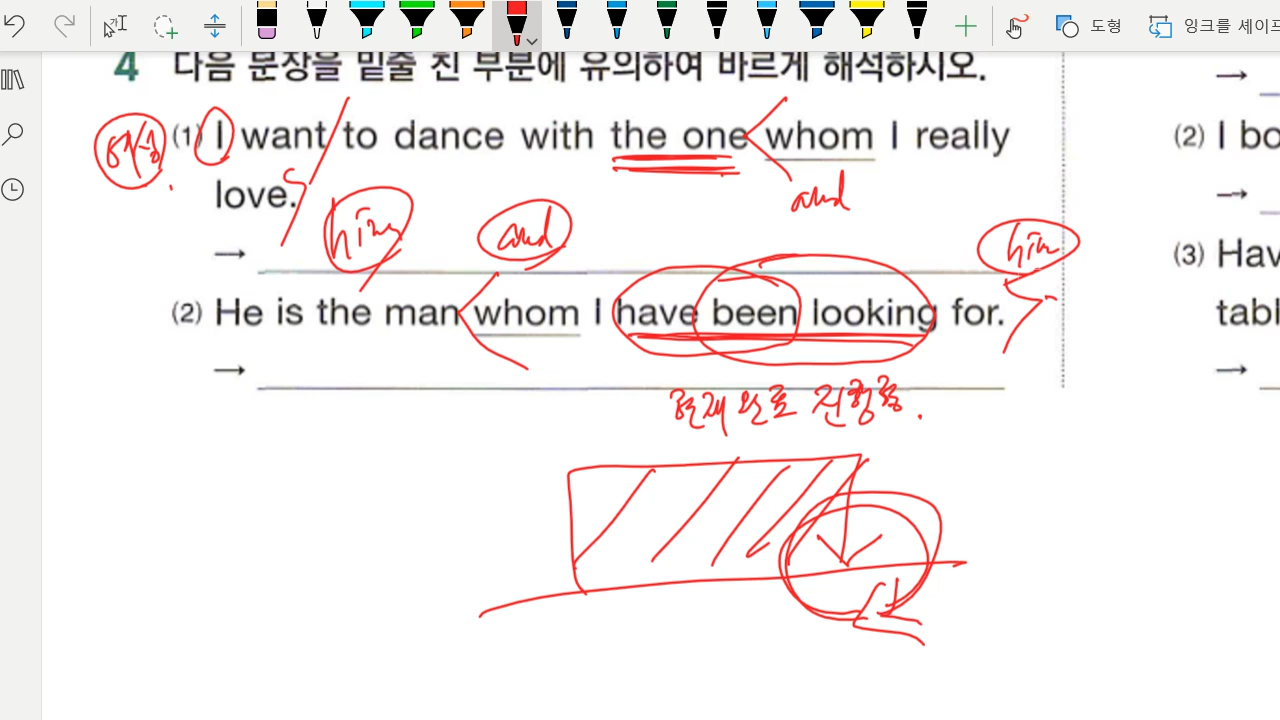 도형
잉크를 셰이프
4 다음 문장을 밑줄 친 부분에 유의하여 바르게 해석하시오.
(1) I want to dance with the one whom I really
love.
and
him
and
him
→
(2) He is the man whom I have been looking for.
→
현재 완료 진행중.
→
(2) I bo
→
(3) Hav
tabl
→